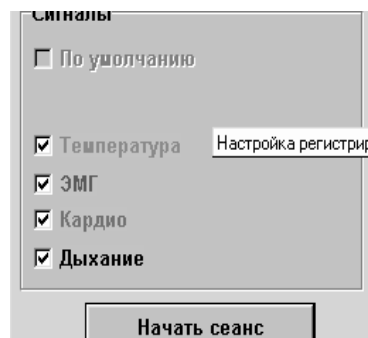 Сигналы
По умолчанию
Температура
Настройка регистрир
ЭМГ
Кардио
Дыхание
Начать сеанс